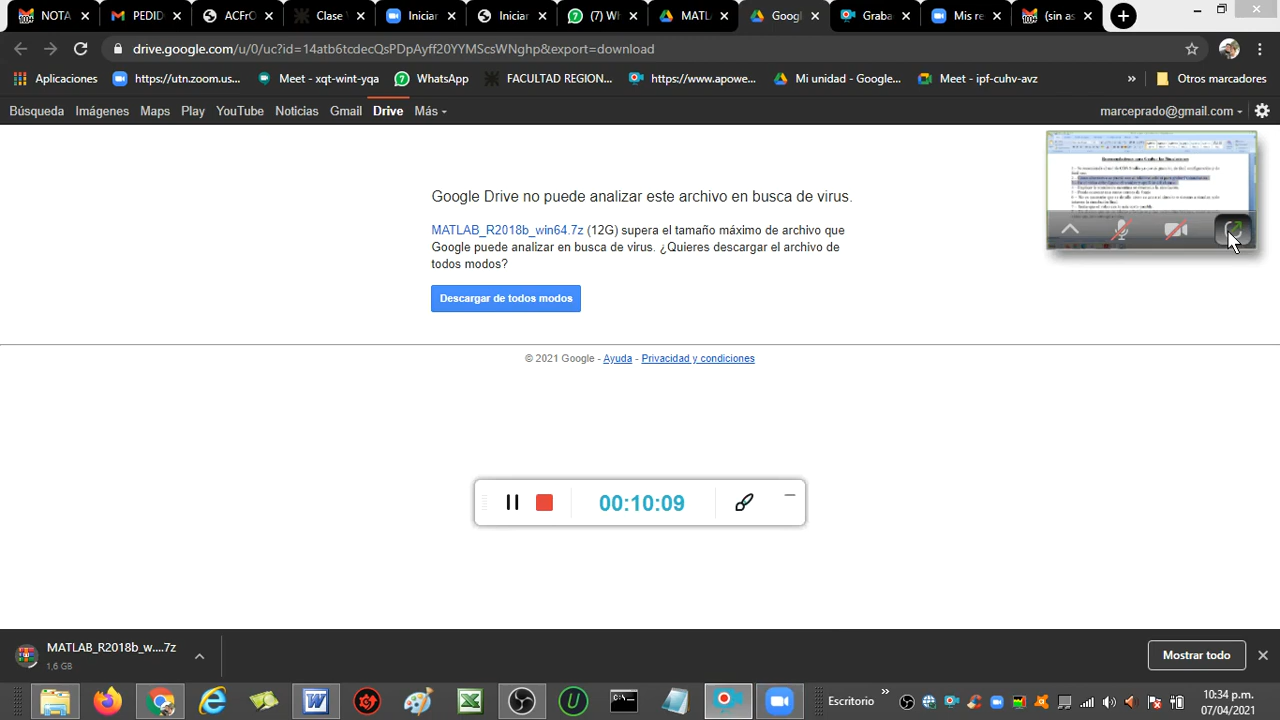 NOTA
PEDID
ACFrO
Clase
Iniciar
Iniciar
(7) Wh
MATL
Googl
Graba
Mis re
(sin as
drive.google.com/u/0/uc?id=14atb6tcdecQsPDpAyff20YYMScsWNghp&export=download
Aplicaciones
https://utn.zoom.us...
Meet - xqt-wint-yqa
WhatsApp
FACULTAD REGION...
https://www.apowe...
Mi unidad - Google...
Meet - ipf-cuhv-avz
»
Otros marcadores
Búsqueda Imágenes Maps Play YouTube Noticias Gmail Drive Más
marceprado@gmail.com
Google Drive no puede analizar este archivo en busca de virus.
MATLAB_R2018b_win64.7z (12G) supera el tamaño máximo de archivo que
Google puede analizar en busca de virus. ¿Quieres descargar el archivo de
todos modos?
Descargar de todos modos
© 2021 Google - Ayuda - Privacidad y condiciones
00:10:09
MATLAB_R2018b_w....7z
1.6 GB
Mostrar todo
Escritorio
»
10:34 p.m.
07/04/2021